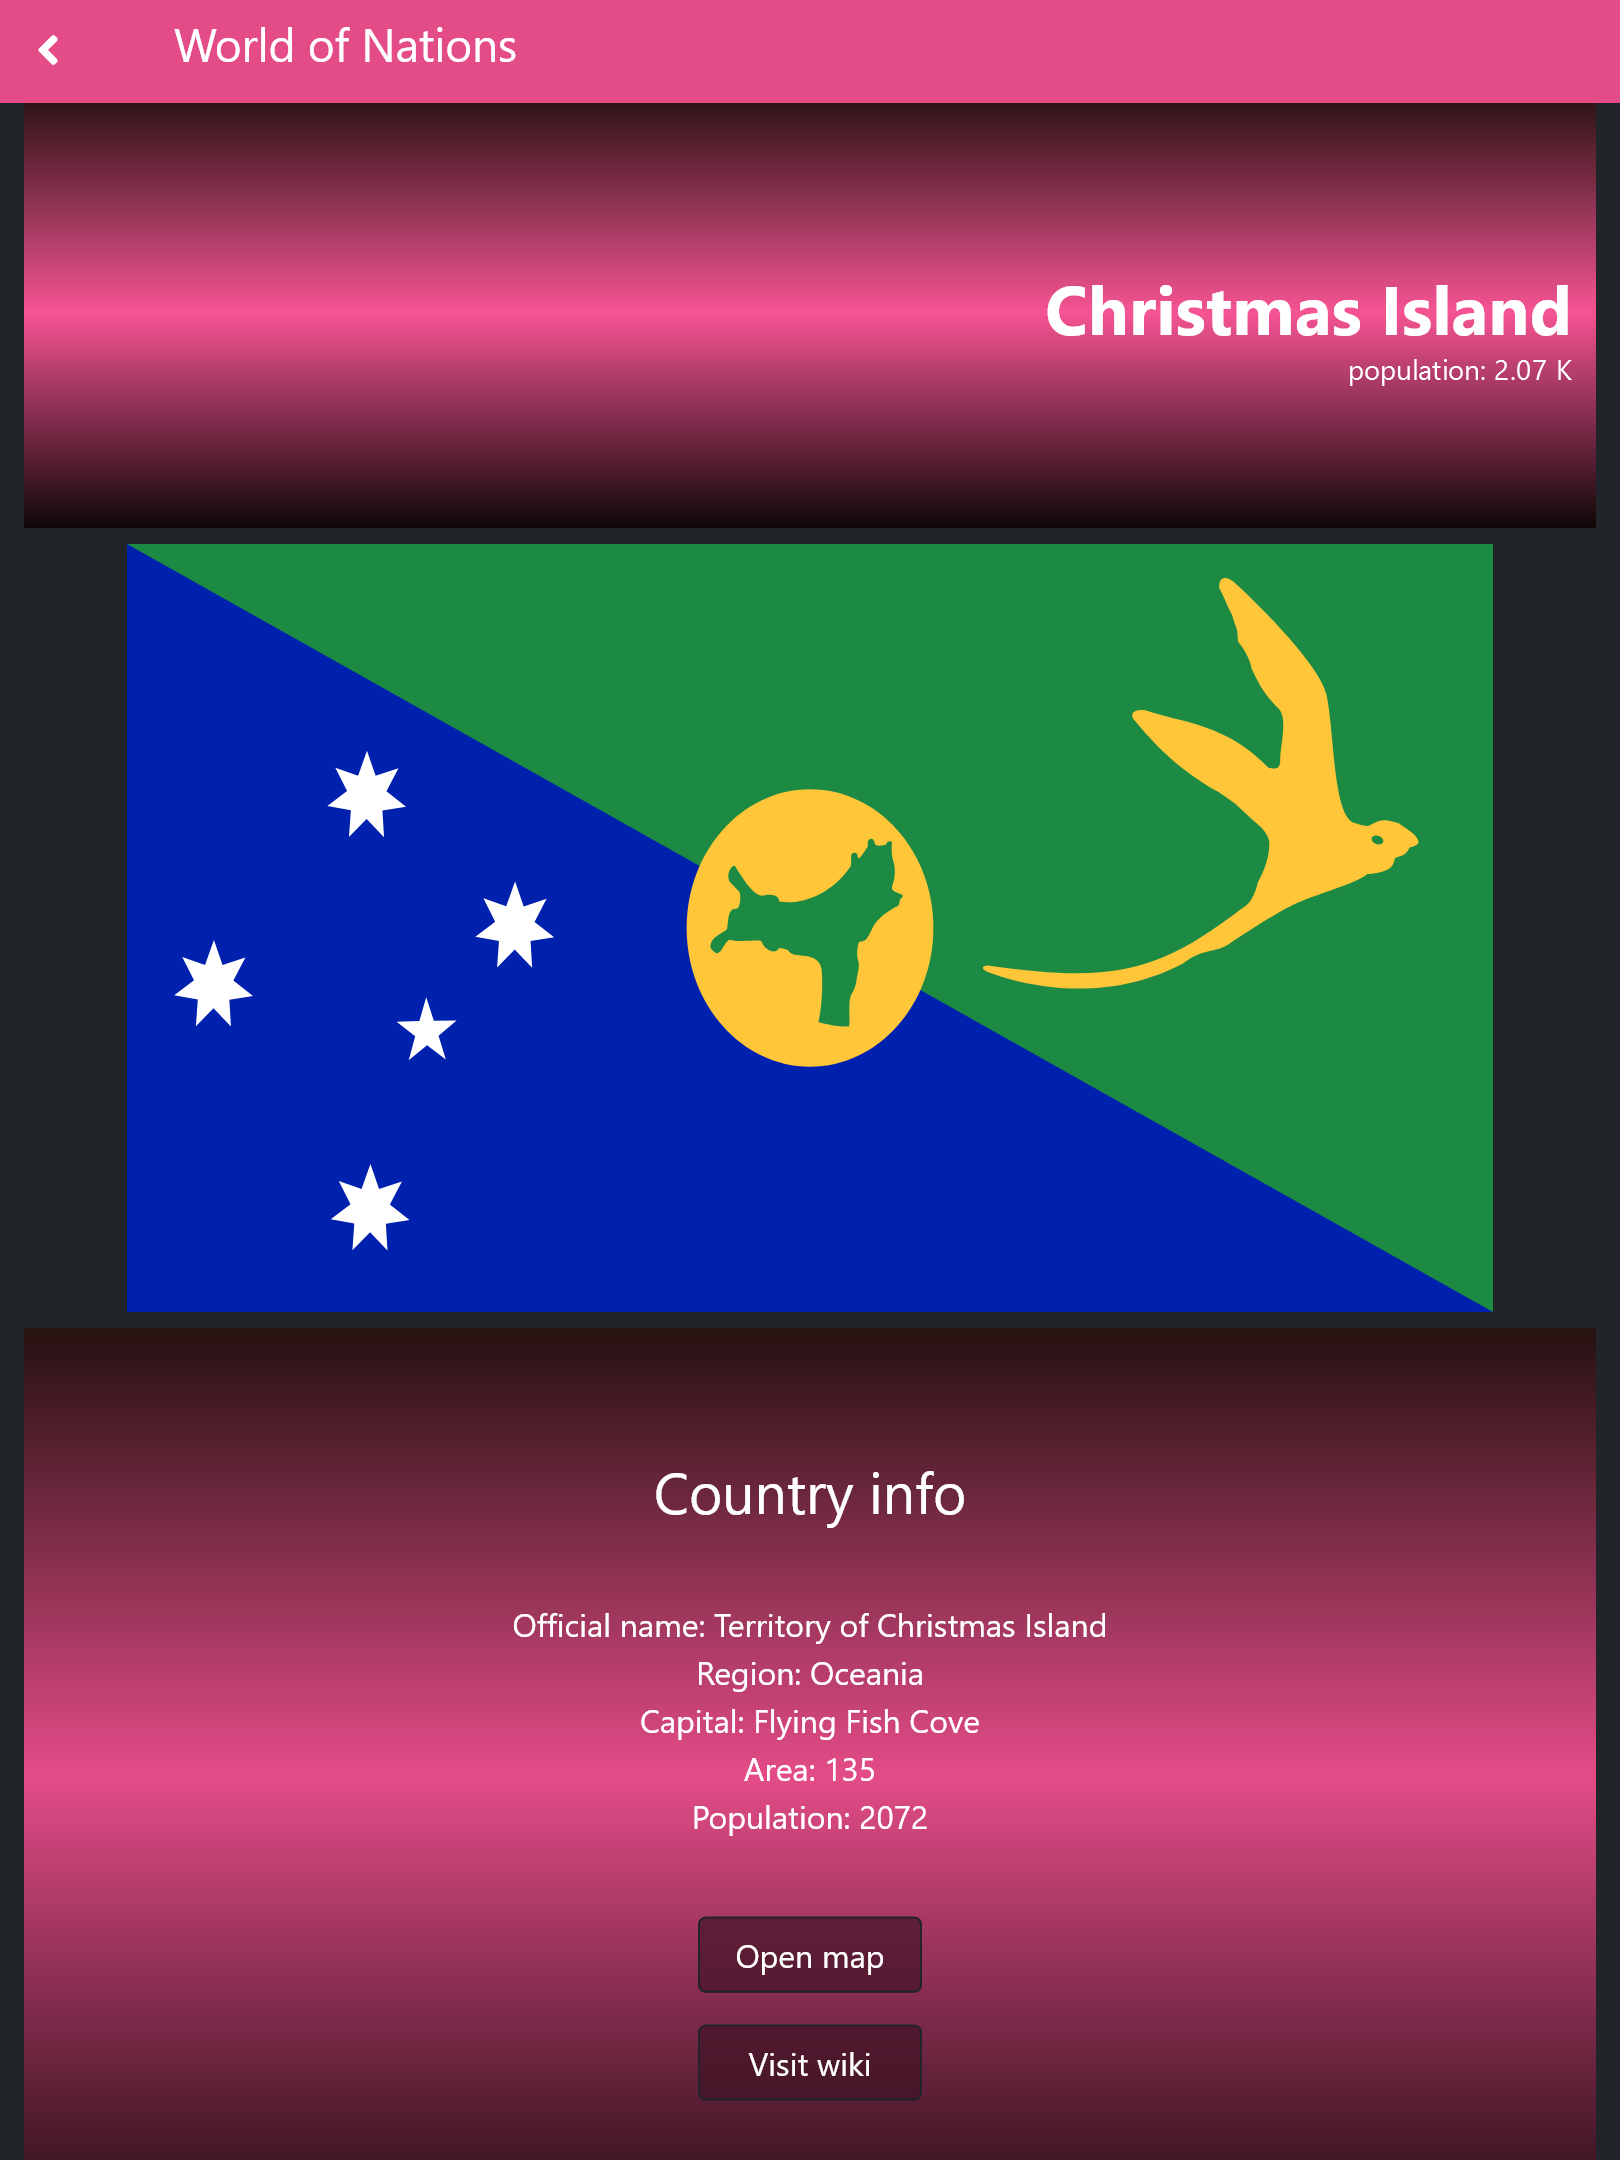 World of Nations
Christmas Island
population: 2.07 K
Country info
Official name: Territory of Christmas Island
Region: Oceania
Capital: Flying Fish Cove
Area: 135
Population: 2072
Open map
Visit wiki